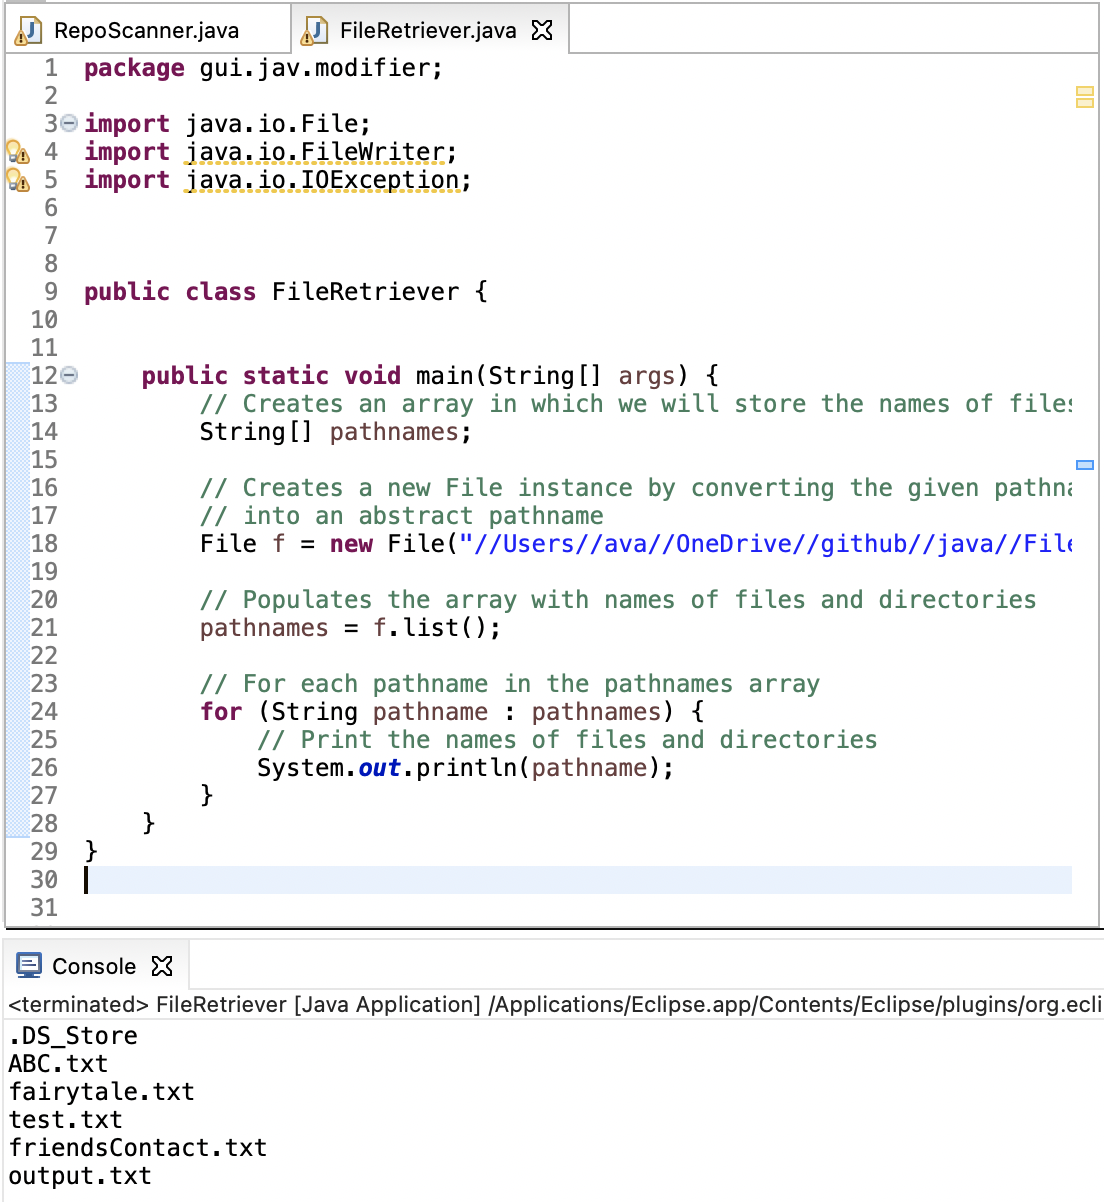 RepoScanner.java FileRetriever.java
1 package gui.jav.modifier;
2
3 import java.io.File;
4 import java.io.FileWriter;
5 import java.io.IOException;
6
7
8
9 public class FileRetriever {
10
11
12     public static void main(String[] args) {
13         // Creates an array in which we will store the names of files
14         String[] pathnames;
15
16         // Creates a new File instance by converting the given
17         // into an abstract pathname
18         File f = new File("//Users//ava//OneDrive//github//java//File
19
20         // Populates the array with names of files and directories
21         pathnames = f.list();
22
23         // For each pathname in the pathnames array
24         for (String pathname : pathnames) {
25             // Print the names of files and directories
26             System.out.println(pathname);
27         }
28     }
29 }
30
31
Console
<terminated> FileRetriever [Java Application] /Applications/Eclipse.app/Contents/Eclipse/plugins/org.ecli
.DS_Store
ABC.txt
fairytale.txt
test.txt
friendsContact.txt
output.txt